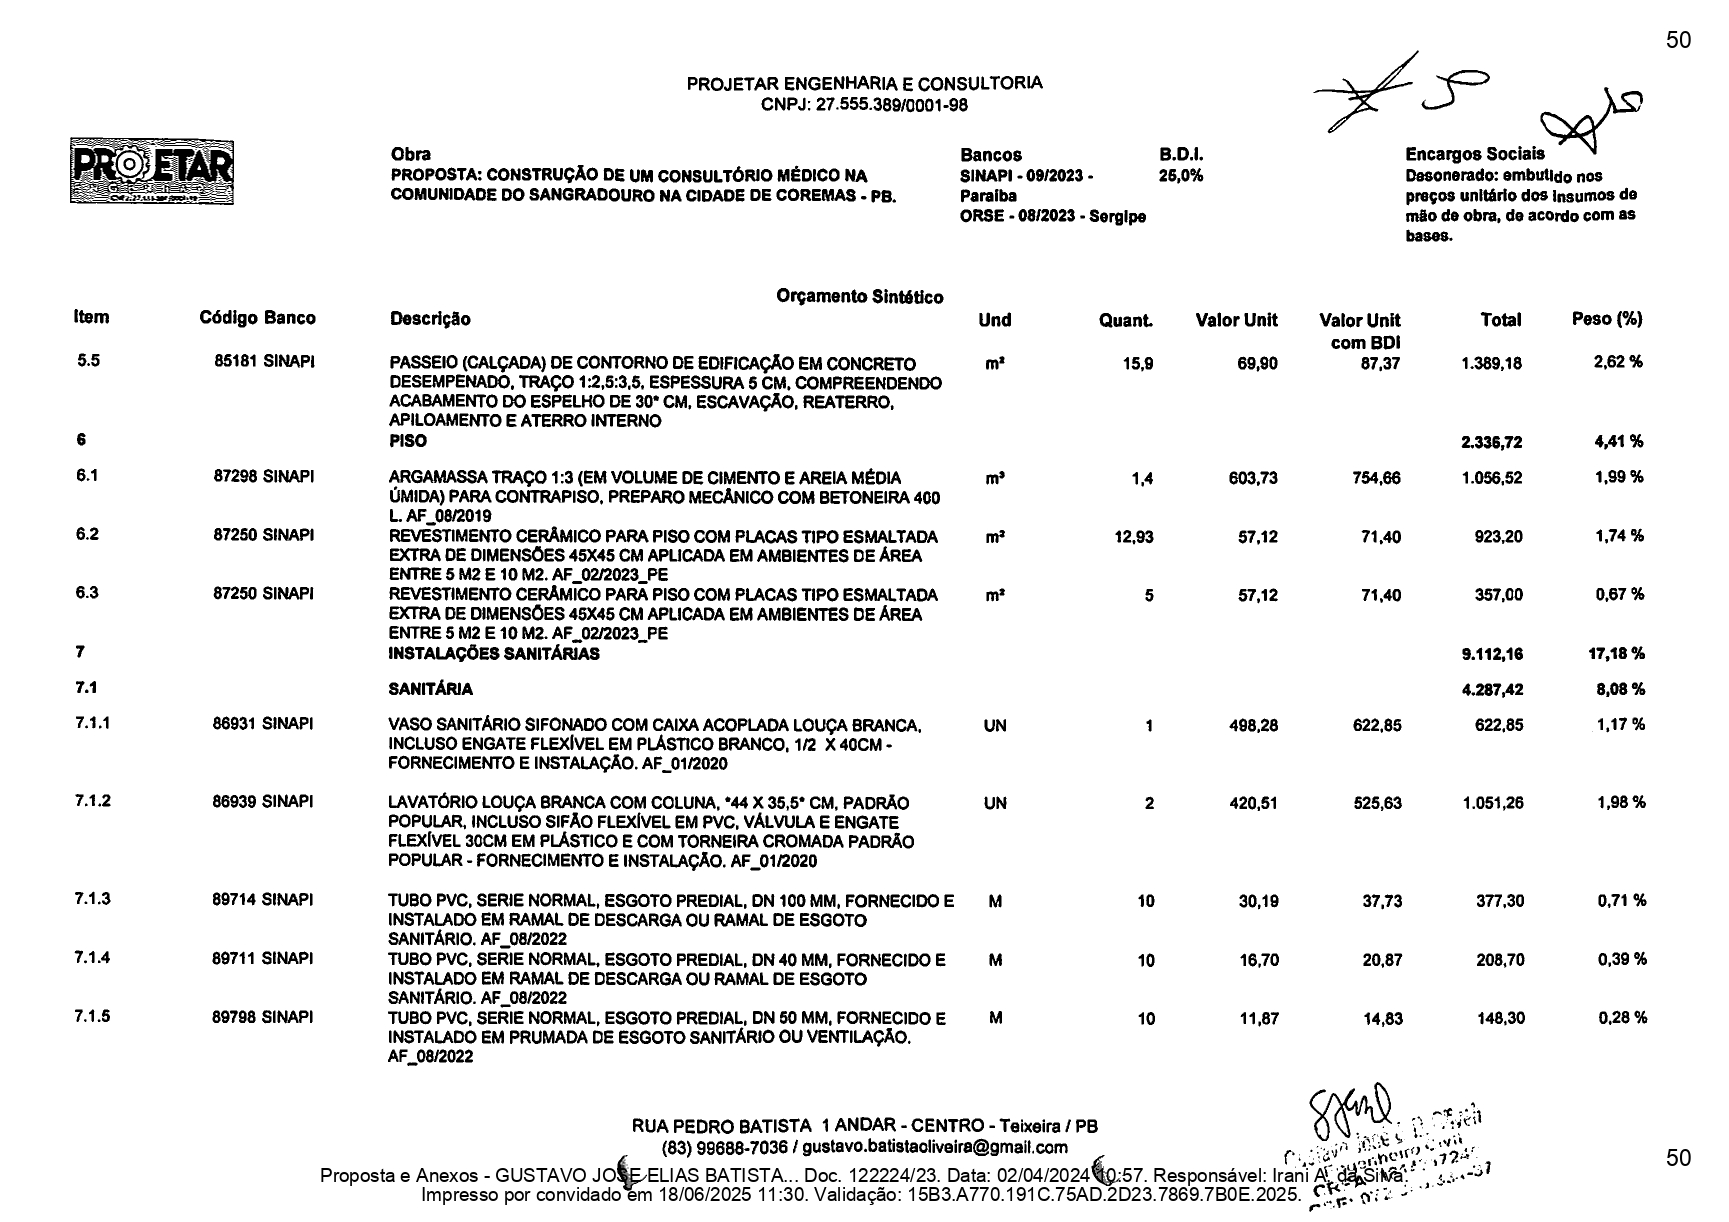 50
PROJETAR ENGENHARIA E CONSULTORIA
CNPJ: 27.555.389/0001-98
PROJETAR
Obra
PROPOSTA: CONSTRUÇÃO DE UM CONSULTÓRIO MÉDICO NA
COMUNIDADE DO SANGRADOURO NA CIDADE DE COREMAS - PB.
Bancos
SINAPI - 09/2023 -
Paraíba
ORSE - 08/2023 - Sergipe
B.D.I.
25,0%
Encargos Sociais
Desonerado: embutido nos
preços unitário dos insumos de
mão de obra, de acordo com as
bases.
Orçamento Sintético
Item Código Banco Descrição Und Quant. Valor Unit Valor Unit Total Peso (%)
com BDI
5.5 85181 SINAPI PASSEIO (CALÇADA) DE CONTORNO DE EDIFICAÇÃO EM CONCRETO m² 15,9 69,90 87,37 1.389,18 2,62 %
DESEMPENADO, TRAÇO 1:2,5:3,5, ESPESSURA 5 CM, COMPREENDENDO
ACABAMENTO DO ESPELHO DE 30* CM, ESCAVAÇÃO, REATERRO,
APILOAMENTO E ATERRO INTERNO
6 PISO 2.336,72 4,41 %
6.1 87298 SINAPI ARGAMASSA TRAÇO 1:3 (EM VOLUME DE CIMENTO E AREIA MÉDIA m³ 1,4 603,73 754,66 1.056,52 1,99 %
ÚMIDA) PARA CONTRAPISO, PREPARO MECÂNICO COM BETONEIRA 400
L. AF_08/2019
6.2 87250 SINAPI REVESTIMENTO CERÂMICO PARA PISO COM PLACAS TIPO ESMALTADA m² 12,93 57,12 71,40 923,20 1,74 %
EXTRA DE DIMENSÕES 45X45 CM APLICADA EM AMBIENTES DE ÁREA
ENTRE 5 M2 E 10 M2. AF_02/2023_PE
6.3 87250 SINAPI REVESTIMENTO CERÂMICO PARA PISO COM PLACAS TIPO ESMALTADA m² 5 57,12 71,40 357,00 0,67 %
EXTRA DE DIMENSÕES 45X45 CM APLICADA EM AMBIENTES DE ÁREA
ENTRE 5 M2 E 10 M2. AF_02/2023_PE
7 INSTALAÇÕES SANITÁRIAS 9.112,16 17,18 %
7.1 SANITÁRIA 4.287,42 8,08 %
7.1.1 86931 SINAPI VASO SANITÁRIO SIFONADO COM CAIXA ACOPLADA LOUÇA BRANCA, UN 1 498,28 622,85 622,85 1,17 %
INCLUSO ENGATE FLEXÍVEL EM PLÁSTICO BRANCO, 1/2 X 40CM -
FORNECIMENTO E INSTALAÇÃO. AF_01/2020
7.1.2 86939 SINAPI LAVATÓRIO LOUÇA BRANCA COM COLUNA, *44 X 35,5* CM, PADRÃO UN 2 420,51 525,63 1.051,26 1,98 %
POPULAR, INCLUSO SIFÃO FLEXÍVEL EM PVC, VÁLVULA E ENGATE
FLEXÍVEL 30CM EM PLÁSTICO E COM TORNEIRA CROMADA PADRÃO
POPULAR - FORNECIMENTO E INSTALAÇÃO. AF_01/2020
7.1.3 89714 SINAPI TUBO PVC, SERIE NORMAL, ESGOTO PREDIAL, DN 100 MM, FORNECIDO E M 10 30,19 37,73 377,30 0,71 %
INSTALADO EM RAMAL DE DESCARGA OU RAMAL DE ESGOTO
SANITÁRIO. AF_08/2022
7.1.4 89711 SINAPI TUBO PVC, SERIE NORMAL, ESGOTO PREDIAL, DN 40 MM, FORNECIDO E M 10 16,70 20,87 208,70 0,39 %
INSTALADO EM RAMAL DE DESCARGA OU RAMAL DE ESGOTO
SANITÁRIO. AF_08/2022
7.1.5 89798 SINAPI TUBO PVC, SERIE NORMAL, ESGOTO PREDIAL, DN 50 MM, FORNECIDO E M 10 11,87 14,83 148,30 0,28 %
INSTALADO EM PRUMADA DE ESGOTO SANITÁRIO OU VENTILAÇÃO.
AF_08/2022
RUA PEDRO BATISTA 1 ANDAR - CENTRO - Teixeira / PB
(83) 99688-7036 / gustavo.batistaoliveira@gmail.com
Proposta e Anexos - GUSTAVO JOSE ELIAS BATISTA... Doc. 122224/23. Data: 02/04/2024 10:57. Responsável: Irani A. da Silva.
Impresso por convidado em 18/06/2025 11:30. Validação: 15B3.A770.191C.75AD.2D23.7869.7B0E.2025.
50